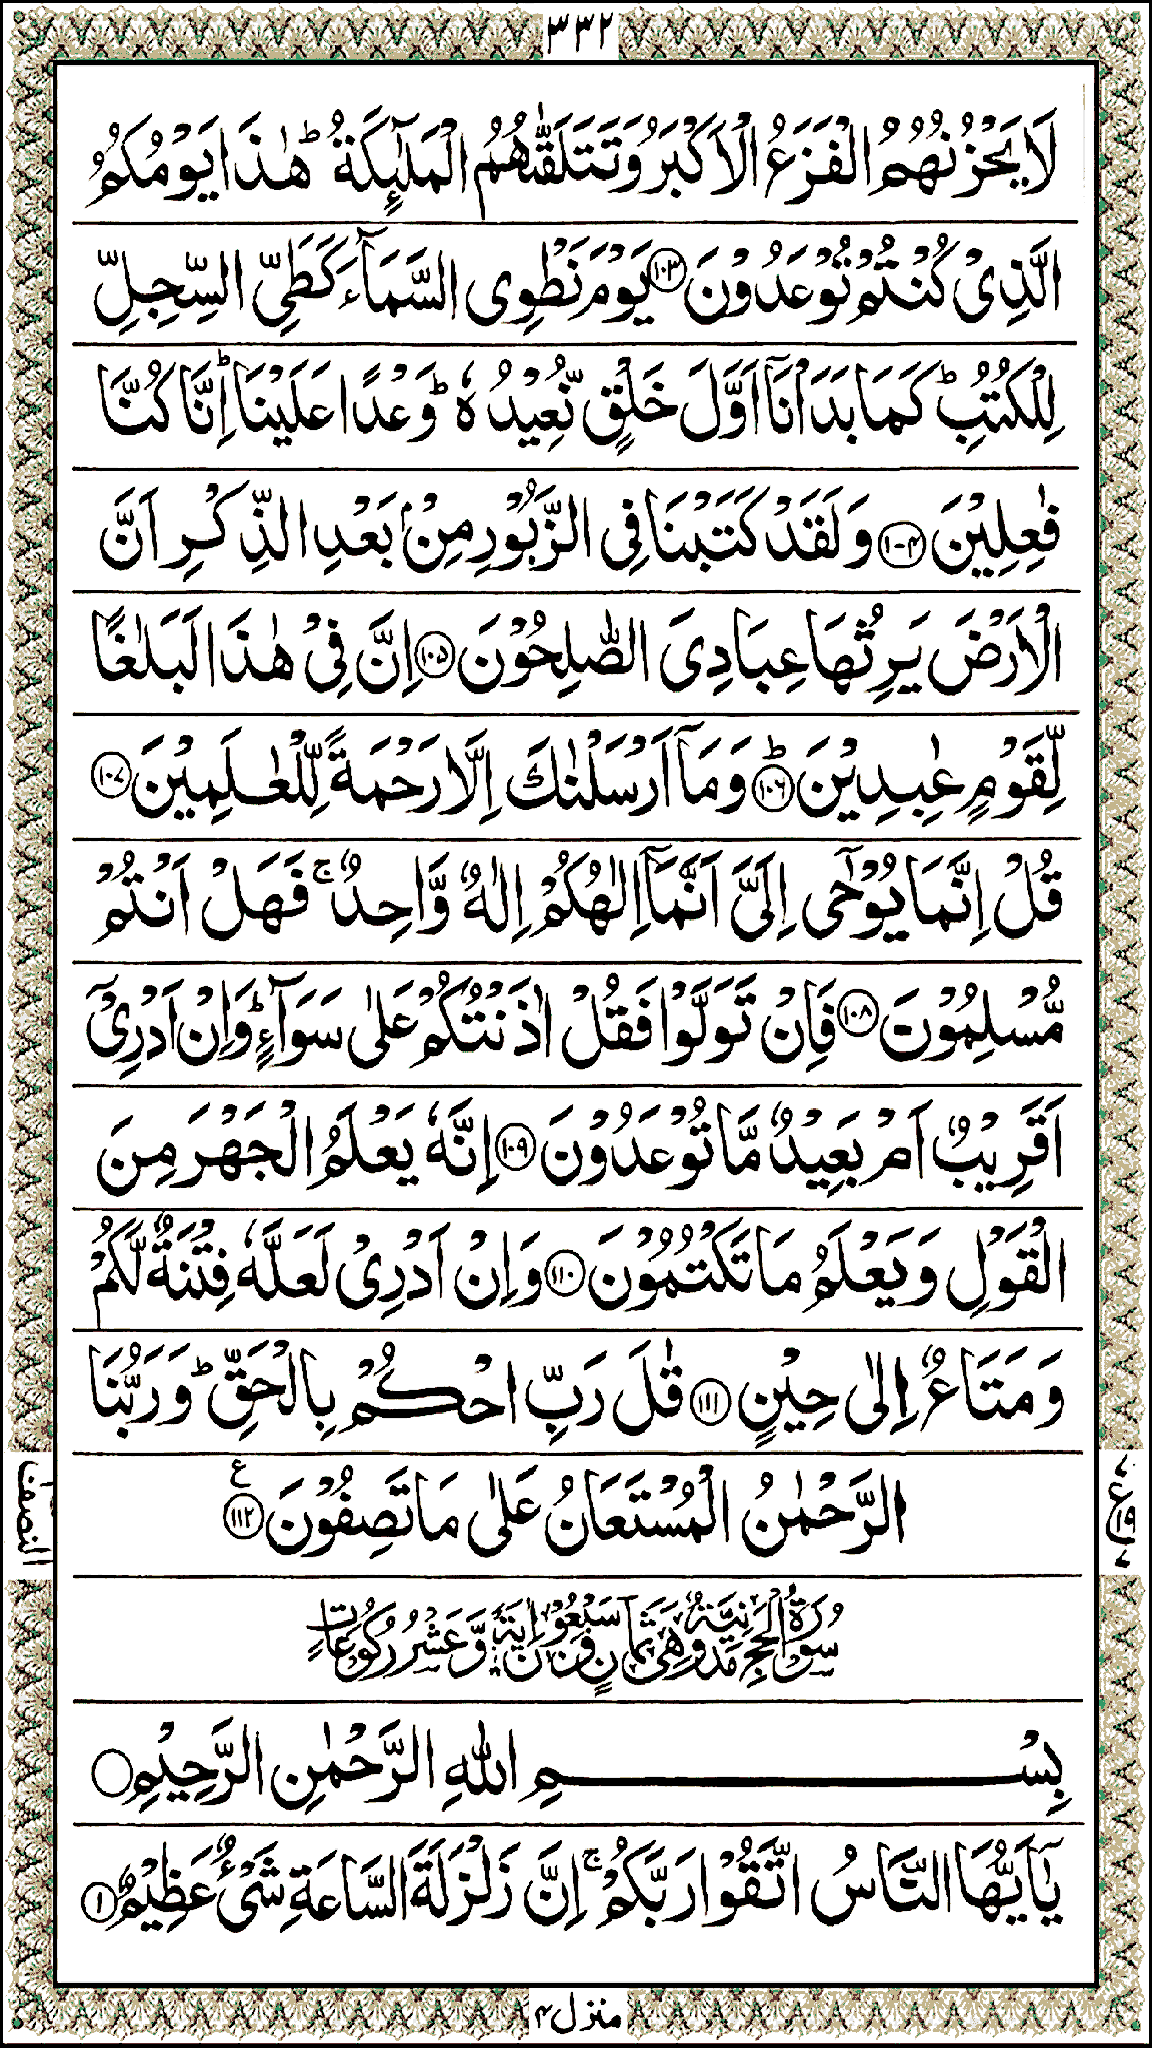 ٣٣٢
لَا يَحْزُنُهُمُ الْفَزَعُ الْاَكْبَرُ وَتَتَلَقّٰىهُمُ الْمَلٰٓئِكَةُ ؕ هٰذَا يَوْمُكُمُ
الَّذِىْ كُنْتُمْ تُوْعَدُوْنَ ﴿١٠٣﴾ يَوْمَ نَطْوِى السَّمَآءَ كَطَىِّ السِّجِلِّ
لِلْكُتُبِ ؕ كَمَا بَدَاْنَاۤ اَوَّلَ خَلْقٍ نُّعِيْدُهٗ ؕ وَعْدًا عَلَيْنَا ؕ اِنَّا كُنَّا
فٰعِلِيْنَ ﴿١٠٤﴾ وَلَقَدْ كَتَبْنَا فِى الزَّبُوْرِ مِنْۢ بَعْدِ الذِّكْرِ اَنَّ
الْاَرْضَ يَرِثُهَا عِبَادِىَ الصّٰلِحُوْنَ ﴿١٠٥﴾ اِنَّ فِىْ هٰذَا لَبَلٰغًا
لِّقَوْمٍ عٰبِدِيْنَ ؕ ﴿١٠٦﴾ وَمَاۤ اَرْسَلْنٰكَ اِلَّا رَحْمَةً لِّلْعٰلَمِيْنَ ﴿١٠٧﴾
قُلْ اِنَّمَا يُوْحٰۤى اِلَىَّ اَنَّمَاۤ اِلٰهُكُمْ اِلٰهٌ وَّاحِدٌ ۚ فَهَلْ اَنْتُمْ
مُّسْلِمُوْنَ ﴿١٠٨﴾ فَاِنْ تَوَلَّوْا فَقُلْ اٰذَنْتُكُمْ عَلٰى سَوَآءٍ ؕ وَاِنْ اَدْرِىْۤ
اَقَرِيْبٌ اَمْ بَعِيْدٌ مَّا تُوْعَدُوْنَ ﴿١٠٩﴾ اِنَّهٗ يَعْلَمُ الْجَهْرَ مِنَ
الْقَوْلِ وَيَعْلَمُ مَا تَكْتُمُوْنَ ﴿١١٠﴾ وَاِنْ اَدْرِىْ لَعَلَّهٗ فِتْنَةٌ لَّكُمْ
وَمَتَاعٌ اِلٰى حِيْنٍ ﴿١١١﴾ قٰلَ رَبِّ احْكُمْ بِالْحَقِّ ؕ وَرَبُّنَا
الرَّحْمٰنُ الْمُسْتَعَانُ عَلٰى مَا تَصِفُوْنَ ﴿١١٢﴾ ع
النصف
سُوْرَةُ الْحَجِّ مَدَنِيَّةٌ وَّهِىَ ثَمَانٍ وَّسَبْعُوْنَ اٰيَةً وَّعَشْرُ رُكُوْعَاتٍ
بِسْمِ اللّٰهِ الرَّحْمٰنِ الرَّحِيْمِ
يٰۤاَيُّهَا النَّاسُ اتَّقُوْا رَبَّكُمْ ۚ اِنَّ زَلْزَلَةَ السَّاعَةِ شَىْءٌ عَظِيْمٌ ﴿١﴾
منزل ٤